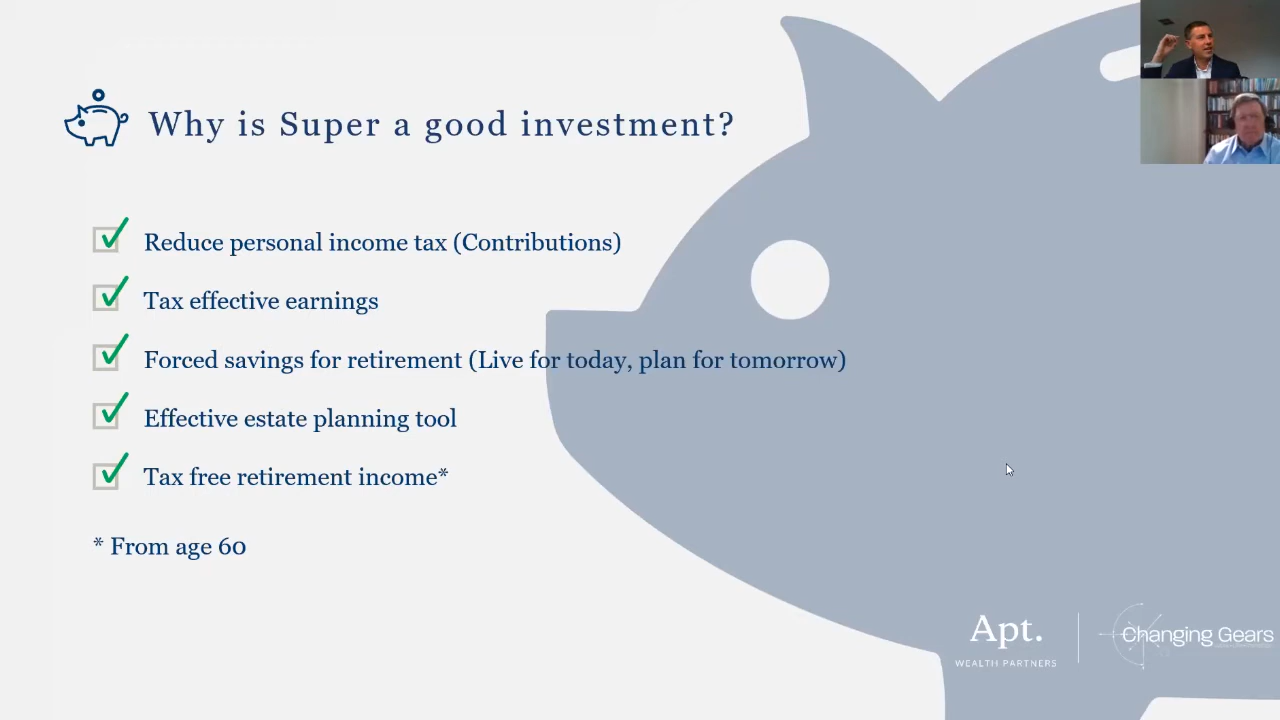 Why is Super a good investment?
Reduce personal income tax (Contributions)
Tax effective earnings
Forced savings for retirement (Live for today, plan for tomorrow)
Effective estate planning tool
Tax free retirement income*
* From age 60
Apt.
WEALTH PARTNERS
Changing Gears